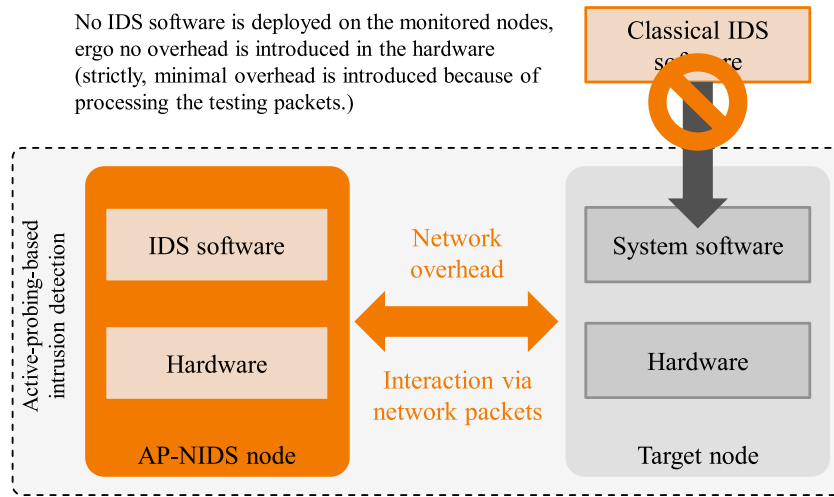 No IDS software is deployed on the monitored nodes,
ergo no overhead is introduced in the hardware
(strictly, minimal overhead is introduced because of
processing the testing packets.)
Classical IDS
software
Active-probing-based
intrusion detection
IDS software
Hardware
AP-NIDS node
Network
overhead
Interaction via
network packets
System software
Hardware
Target node